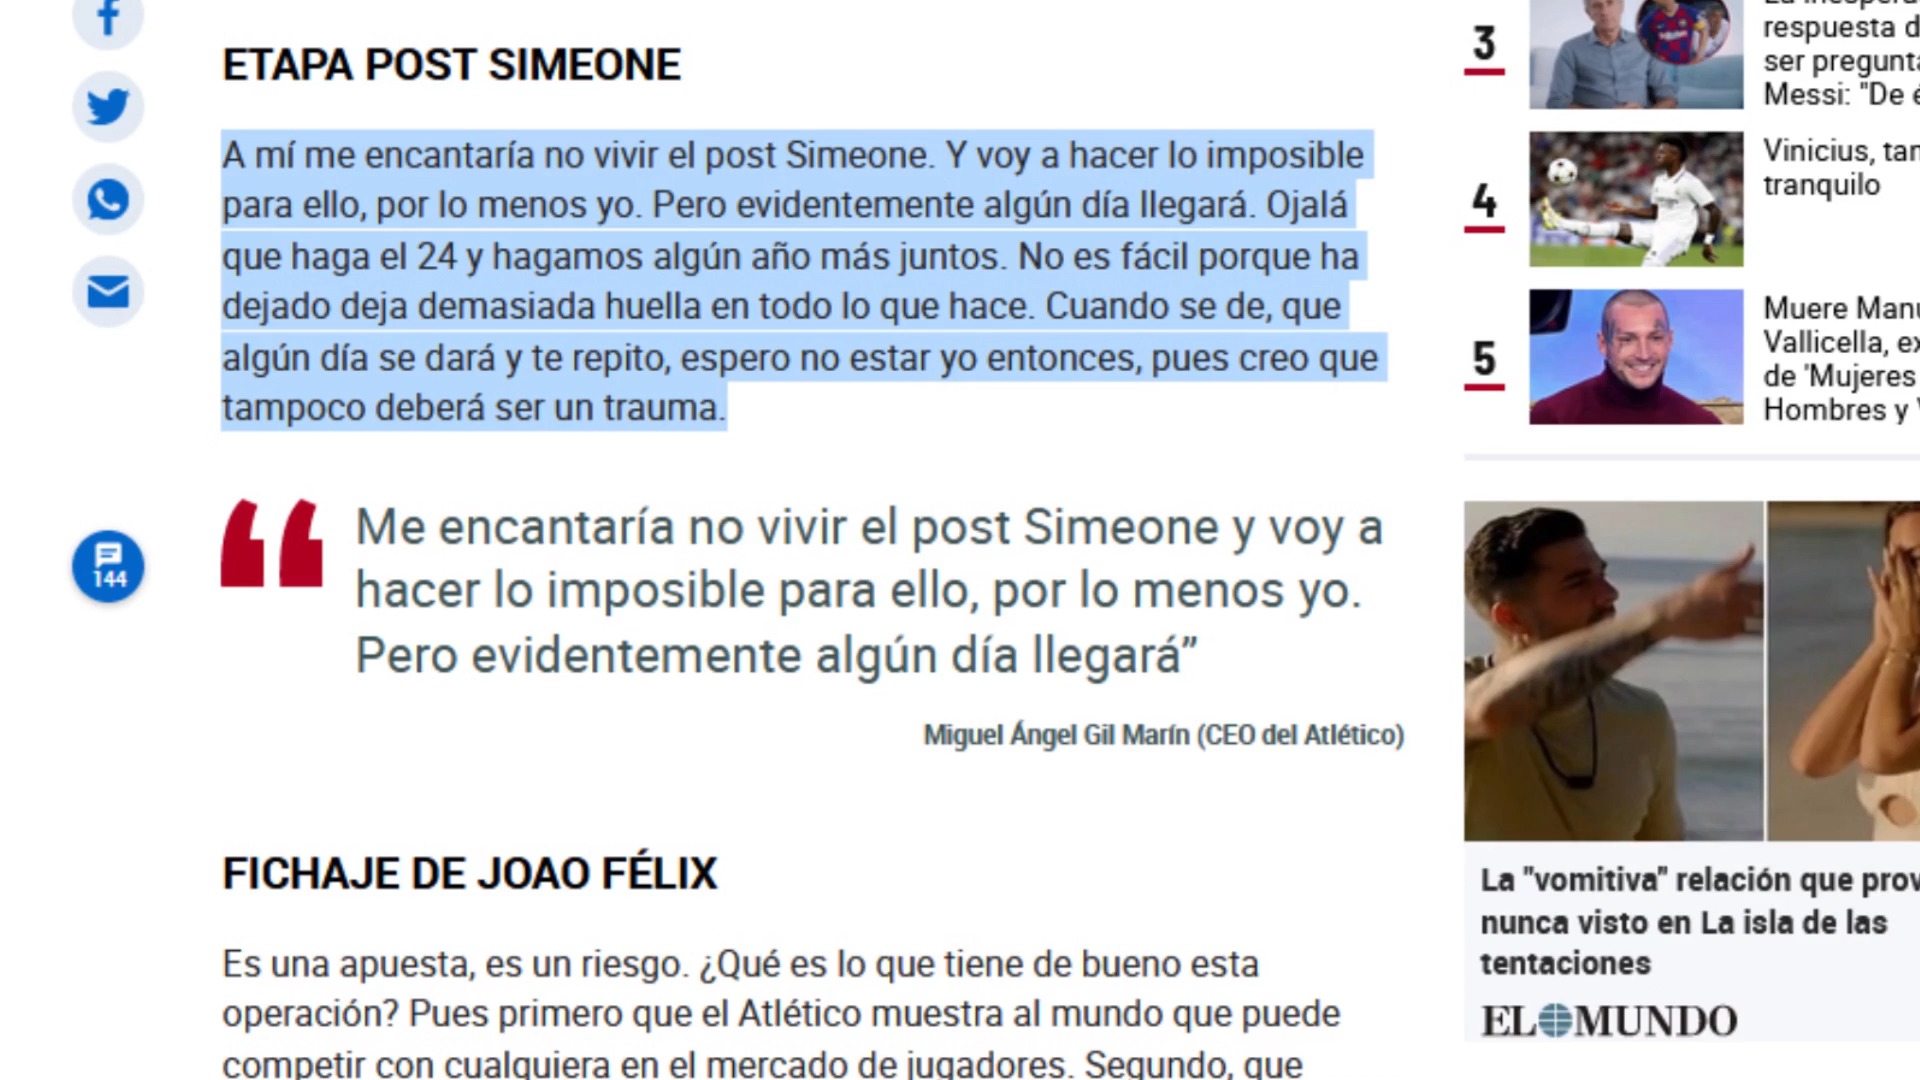 ETAPA POST SIMEONE
A mí me encantaría no vivir el post Simeone. Y voy a hacer lo imposible
para ello, por lo menos yo. Pero evidentemente algún día llegará. Ojalá
que haga el 24 y hagamos algún año más juntos. No es fácil porque ha
dejado deja demasiada huella en todo lo que hace. Cuando se de, que
algún día se dará y te repito, espero no estar yo entonces, pues creo que
tampoco deberá ser un trauma.
144
Me encantaría no vivir el post Simeone y voy a
hacer lo imposible para ello, por lo menos yo.
Pero evidentemente algún día llegará”
Miguel Ángel Gil Marín (CEO del Atlético)
FICHAJE DE JOAO FÉLIX
Es una apuesta, es un riesgo. ¿Qué es lo que tiene de bueno esta
operación? Pues primero que el Atlético muestra al mundo que puede
competir con cualquiera en el mercado de jugadores. Segundo, que
3
respuesta d
ser pregunta
Messi: "De é
4
Vinicius, tan
tranquilo
5
Muere Manu
Vallicella, ex
de 'Mujeres
Hombres y V
La "vomitiva" relación que prov
nunca visto en La isla de las
tentaciones
EL MUNDO